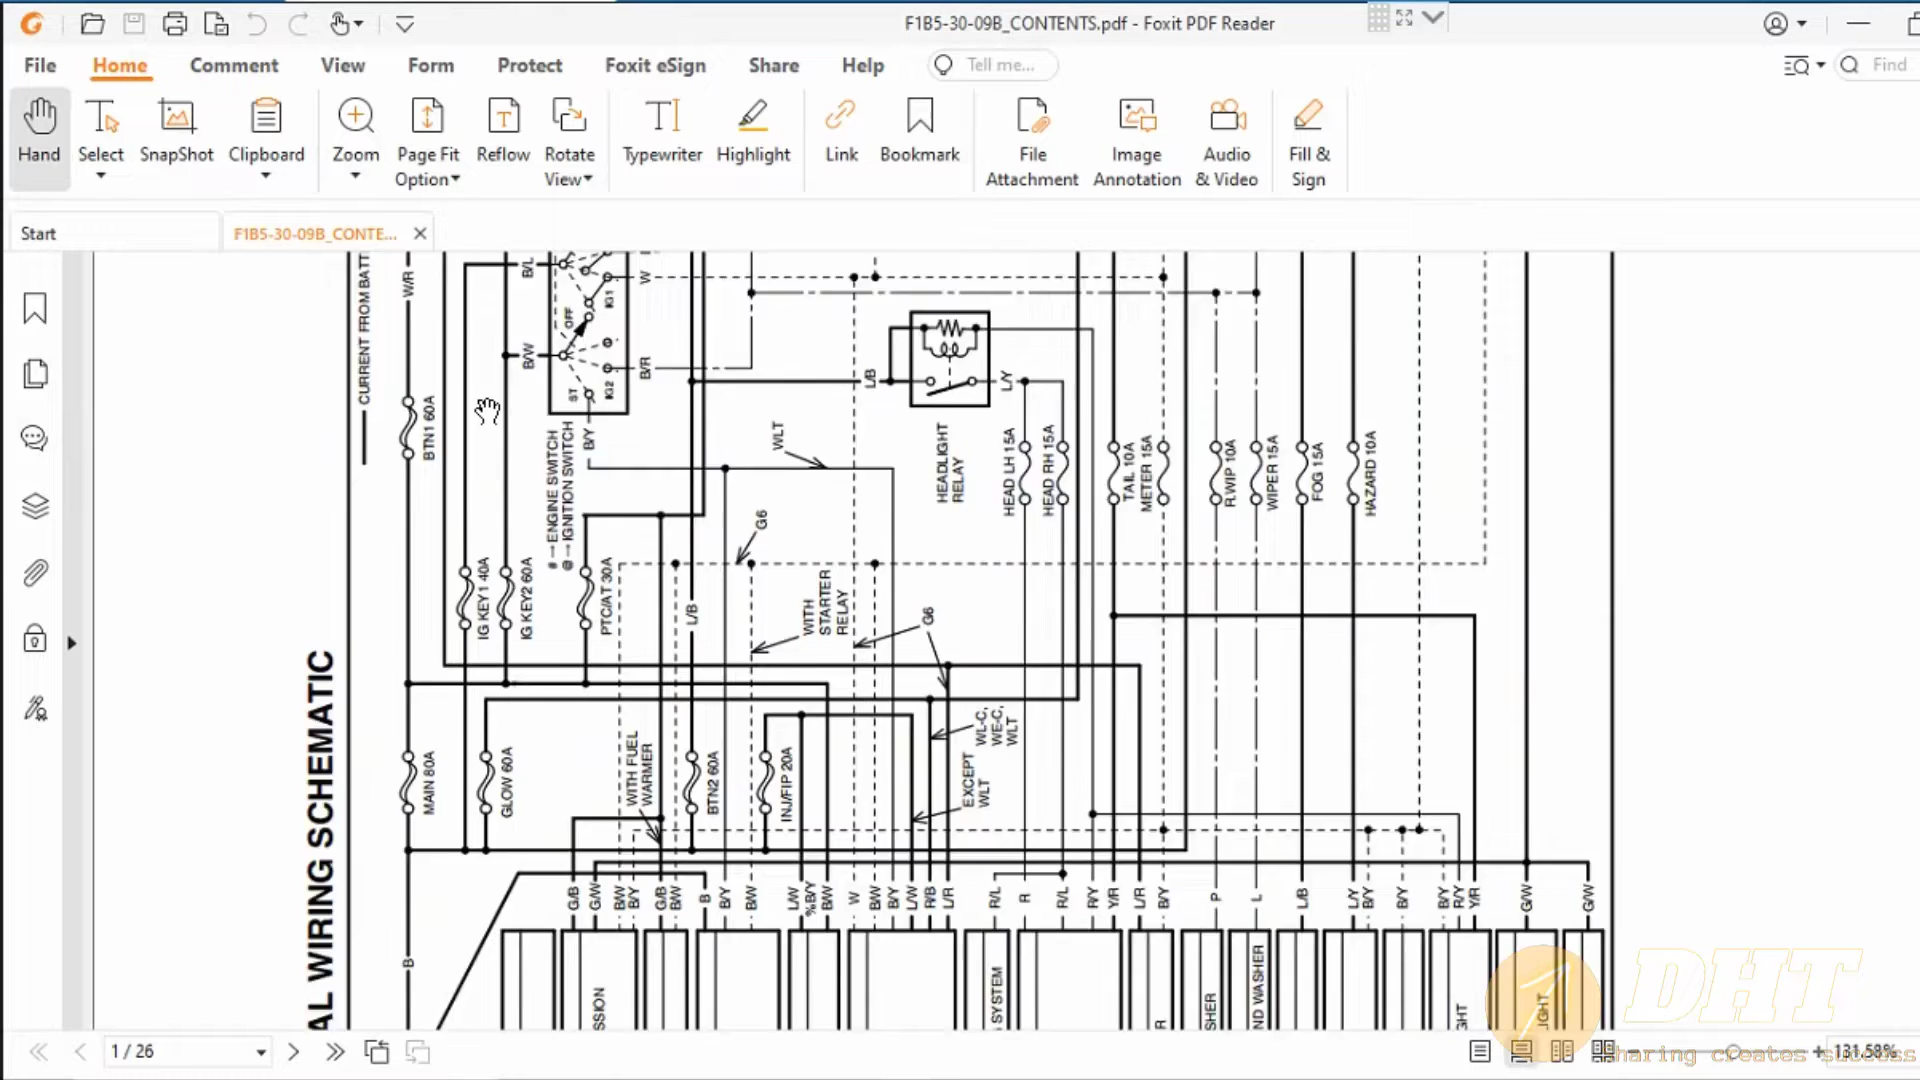 F1B5-30-09B_CONTENTS.pdf - Foxit PDF Reader
File Home Comment View Form Protect Foxit eSign Share Help Tell me... Find
Hand Select SnapShot Clipboard Zoom Page Fit Option Reflow Rotate View Typewriter Highlight Link Bookmark File Attachment Image Annotation Audio & Video Fill & Sign
Start F1B5-30-09B_CONTE...
CURRENT FROM BATT
W/R
B/L
W
OFF
IG1
B/W
B/R
ST
IG2
L/B
L/Y
BTN1 60A
# → ENGINE SWITCH
@ → IGNITION SWITCH
B/Y
WLT
HEADLIGHT
RELAY
HEAD LH 15A
HEAD RH 15A
TAIL 10A
METER 15A
R.WIP 10A
WIPER 15A
FOG 15A
HAZARD 10A
G6
IG KEY1 40A
IG KEY2 60A
PTC/AT 30A
L/B
WITH
STARTER
RELAY
G6
AL WIRING SCHEMATIC
MAIN 80A
GLOW 60A
WITH FUEL
WARMER
BTN2 60A
INJ/FIP 20A
EXCEPT
WLT
WL-C,
WE-C,
WLT
G/B G/W B/W B/Y G/B B/W B B/Y B/W L/W %B/Y B/W W B/W B/Y L/W R/B L/R R/L R R/L R/Y Y/R L/R B/Y P L L/B L/Y B/Y B/Y B/Y R/Y Y/R G/W G/W
B
SSION
SYSTEM
R
SHER
ND WASHER
GHT
IGHT
DHT
sharing creates success
1 / 26
131.58%